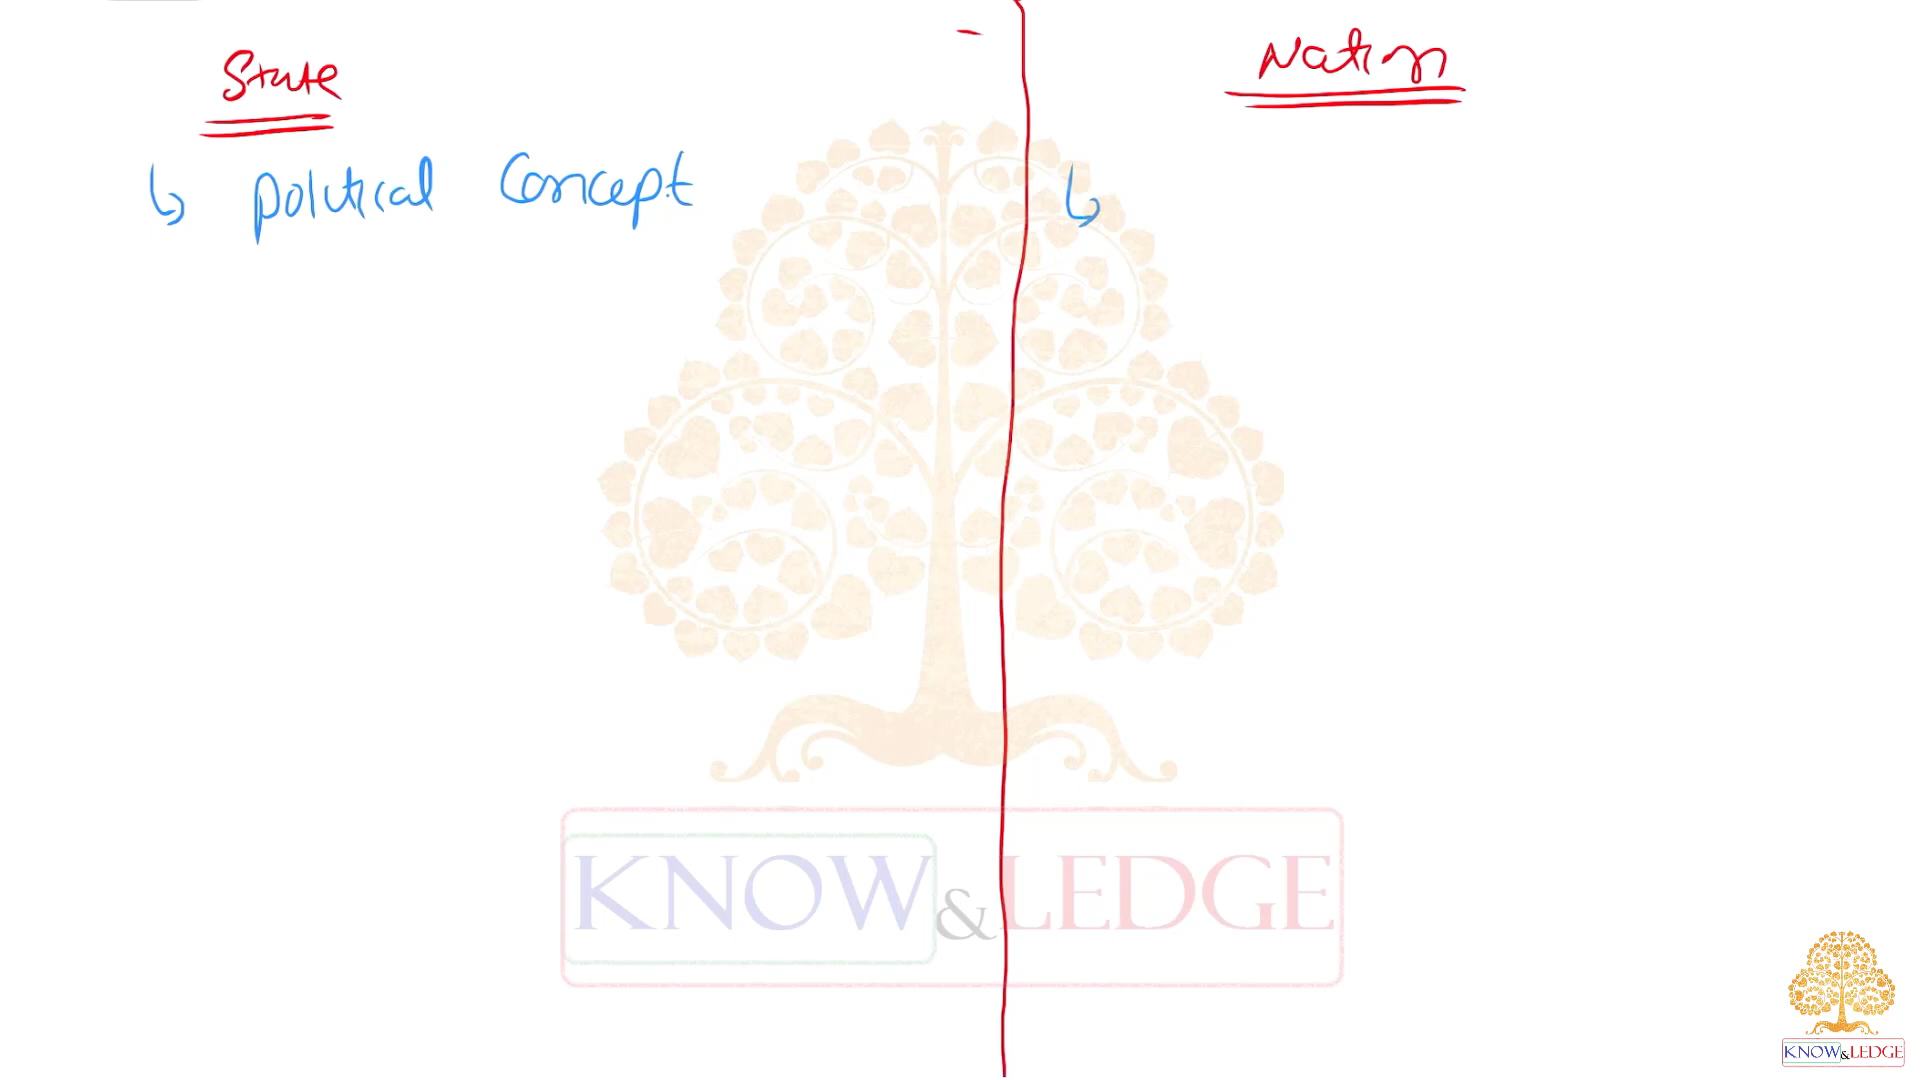 State
Nation
↳ political Concept
↳
KNOW&LEDGE
KNOW&LEDGE